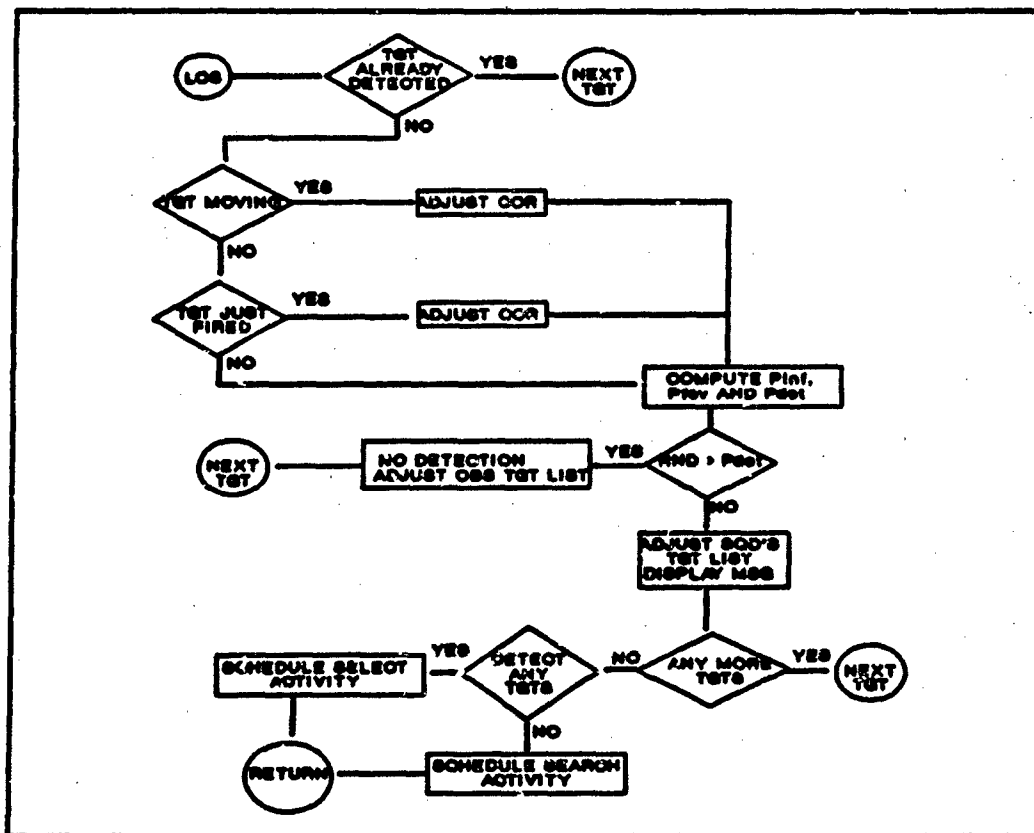 LOS
TGT
ALREADY
DETECTED
YES
NEXT
TGT
NO
TGT MOVING
YES
ADJUST COR
NO
TGT JUST
FIRED
YES
ADJUST COR
NO
COMPUTE Pinf,
Pfov AND Pdet
NEXT
TGT
NO DETECTION
ADJUST OBS TGT LIST
YES
RND > Pdet
NO
ADJUST SQD'S
TGT LIST
DISPLAY MSG
SCHEDULE SELECT
ACTIVITY
YES
DETECT
ANY
TGTS
NO
ANY MORE
TGTS
YES
NEXT
TGT
NO
RETURN
SCHEDULE SEARCH
ACTIVITY